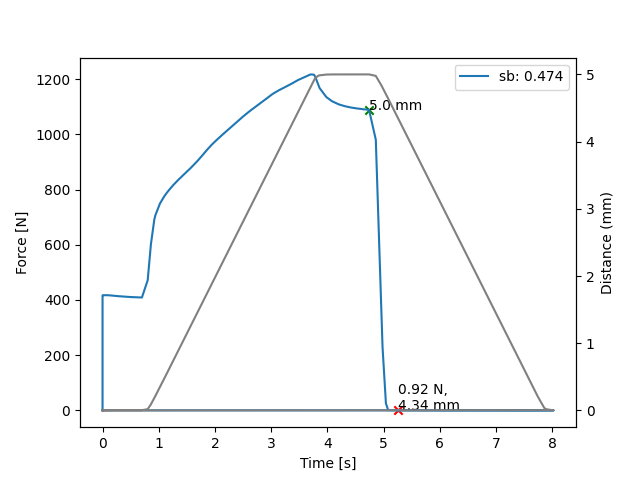 sb: 0.474
1200
1000
800
600
400
200
0
Force [N]
5
4
3
2
1
0
Distance (mm)
5.0 mm
0.92 N,
4.34 mm
0 1 2 3 4 5 6 7 8
Time [s]